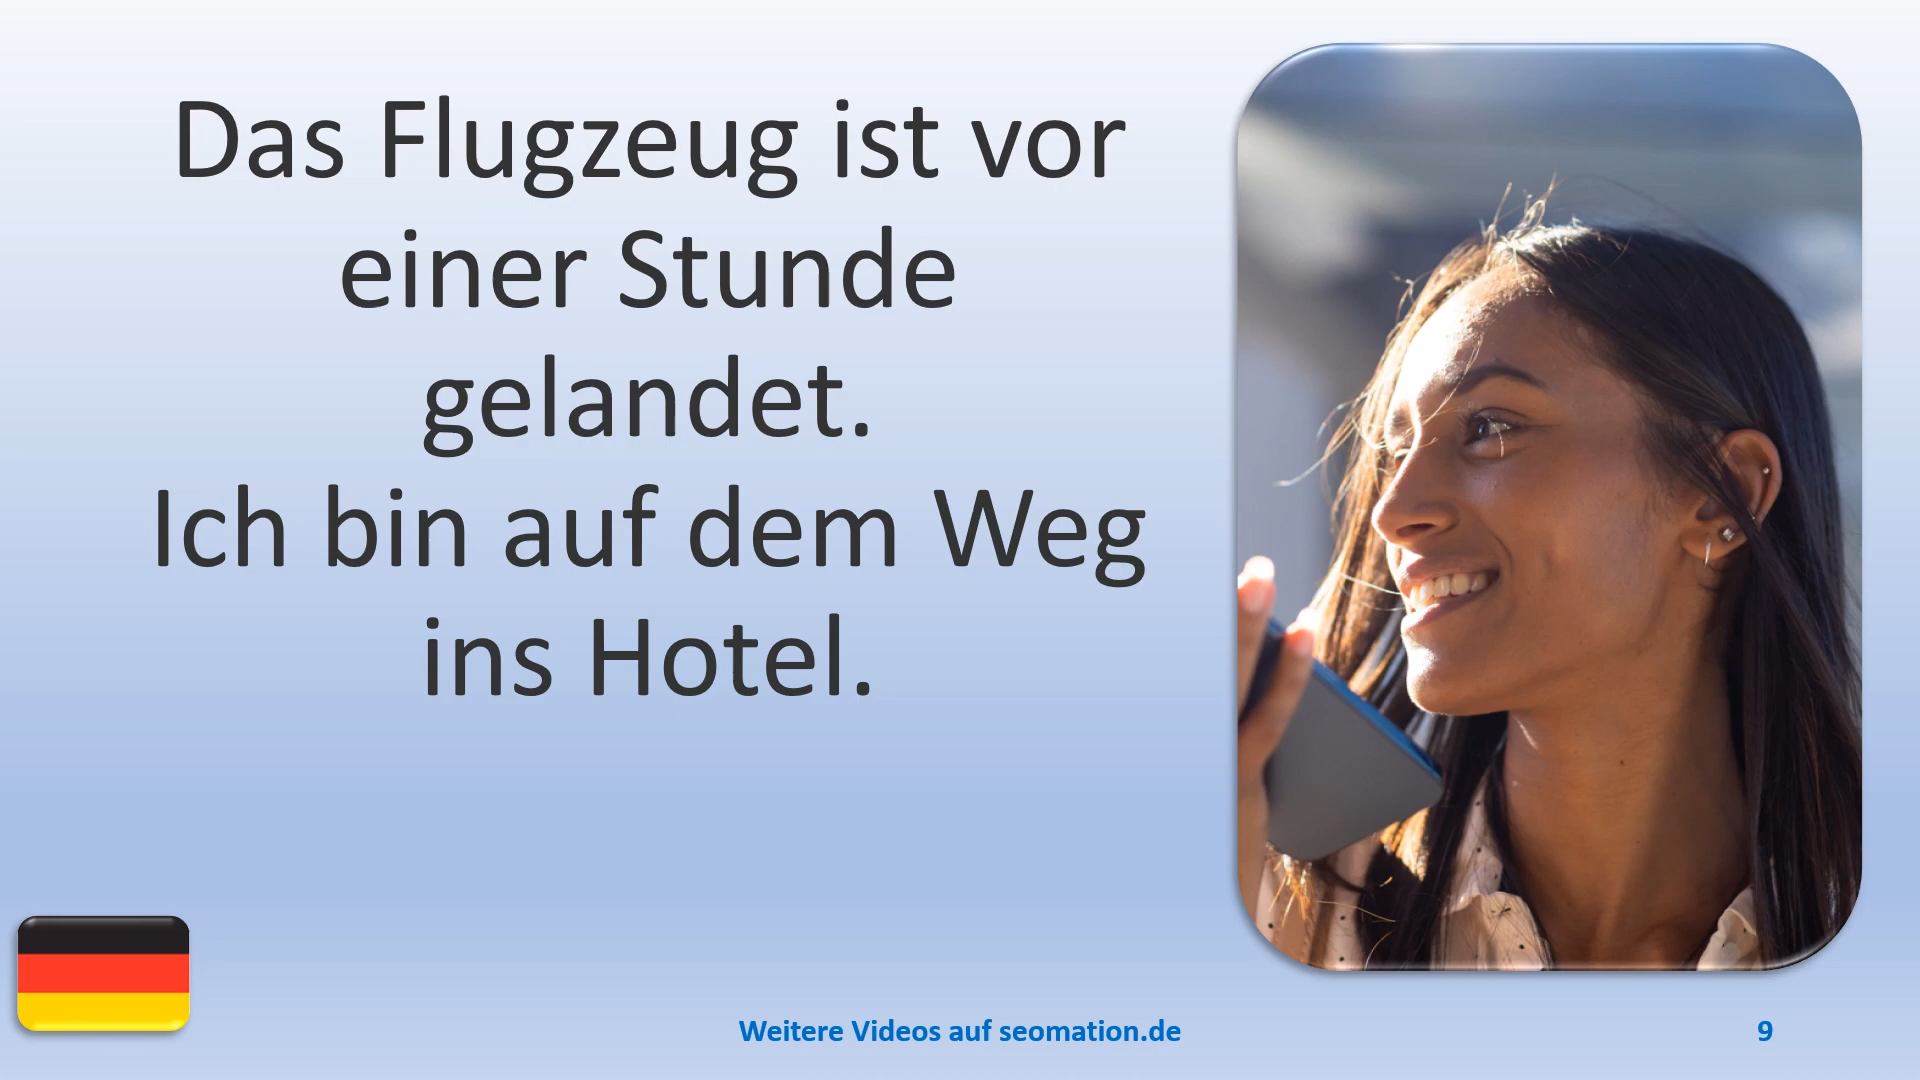 Das Flugzeug ist vor
einer Stunde
gelandet.
Ich bin auf dem Weg
ins Hotel.
Weitere Videos auf seomation.de
9